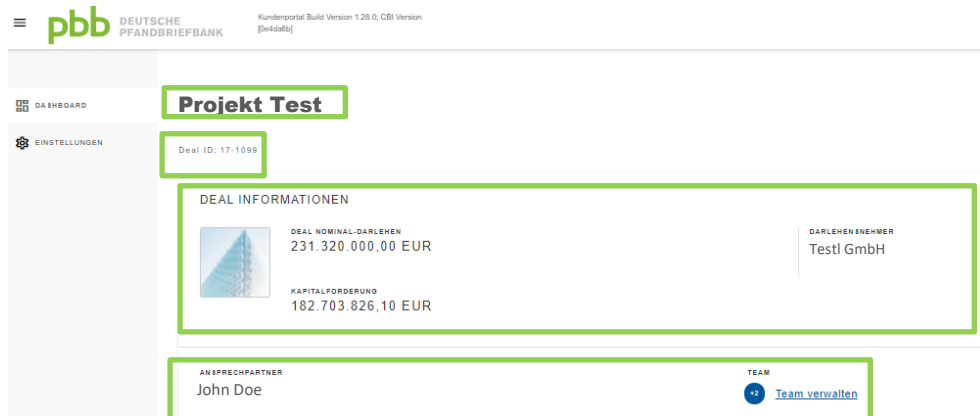 pbb DEUTSCHE
PFANDBRIEFBANK
Kundenportal Build Version 1.28.0; CBI Version
[0e4da6b]
DASHBOARD
EINSTELLUNGEN
Projekt Test
Deal ID: 17-1099
DEAL INFORMATIONEN
DEAL NOMINAL-DARLEHEN
231.320.000,00 EUR
DARLEHENSNEHMER
Testl GmbH
KAPITALFORDERUNG
182.703.826,10 EUR
ANSPRECHPARTNER
John Doe
TEAM
+2 Team verwalten